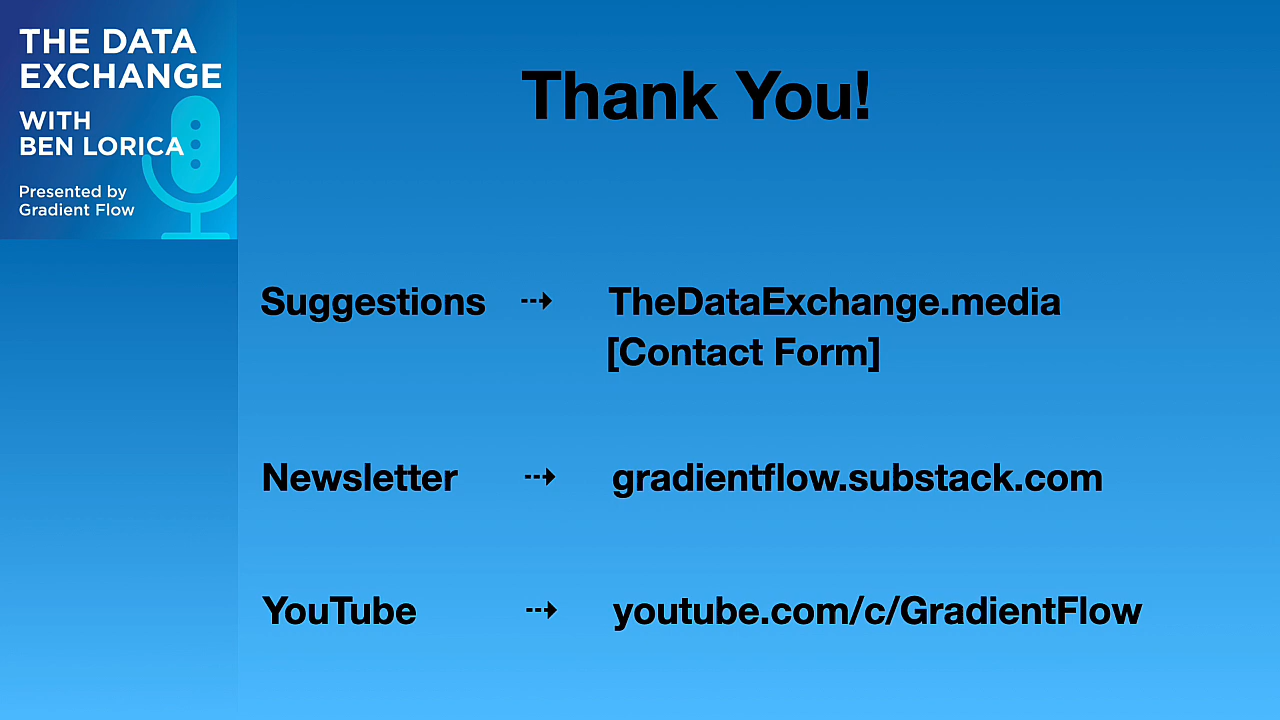 THE DATA
EXCHANGE
WITH
BEN LORICA
Presented by
Gradient Flow
Thank You!
Suggestions ⇢ TheDataExchange.media
[Contact Form]
Newsletter ⇢ gradientflow.substack.com
YouTube ⇢ youtube.com/c/GradientFlow